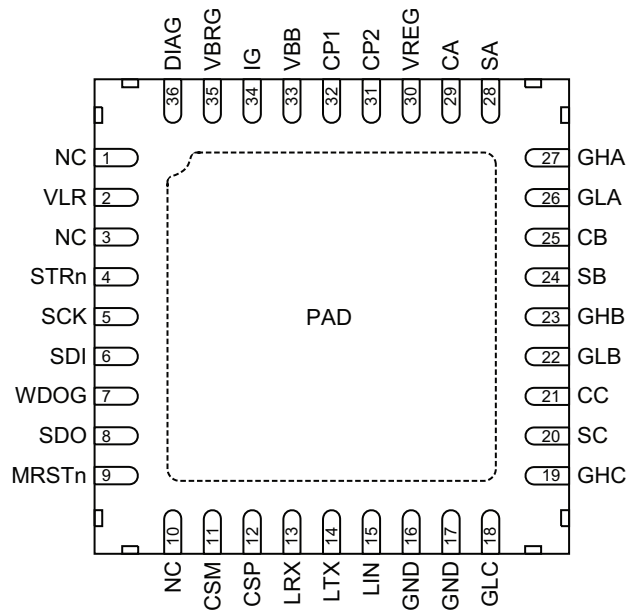 DIAG
VBRG
IG
VBB
CP1
CP2
VREG
CA
SA
36
35
34
33
32
31
30
29
28
NC 1
VLR 2
NC 3
STRn 4
SCK 5
SDI 6
WDOG 7
SDO 8
MRSTn 9
PAD
27 GHA
26 GLA
25 CB
24 SB
23 GHB
22 GLB
21 CC
20 SC
19 GHC
10
11
12
13
14
15
16
17
18
NC
CSM
CSP
LRX
LTX
LIN
GND
GND
GLC